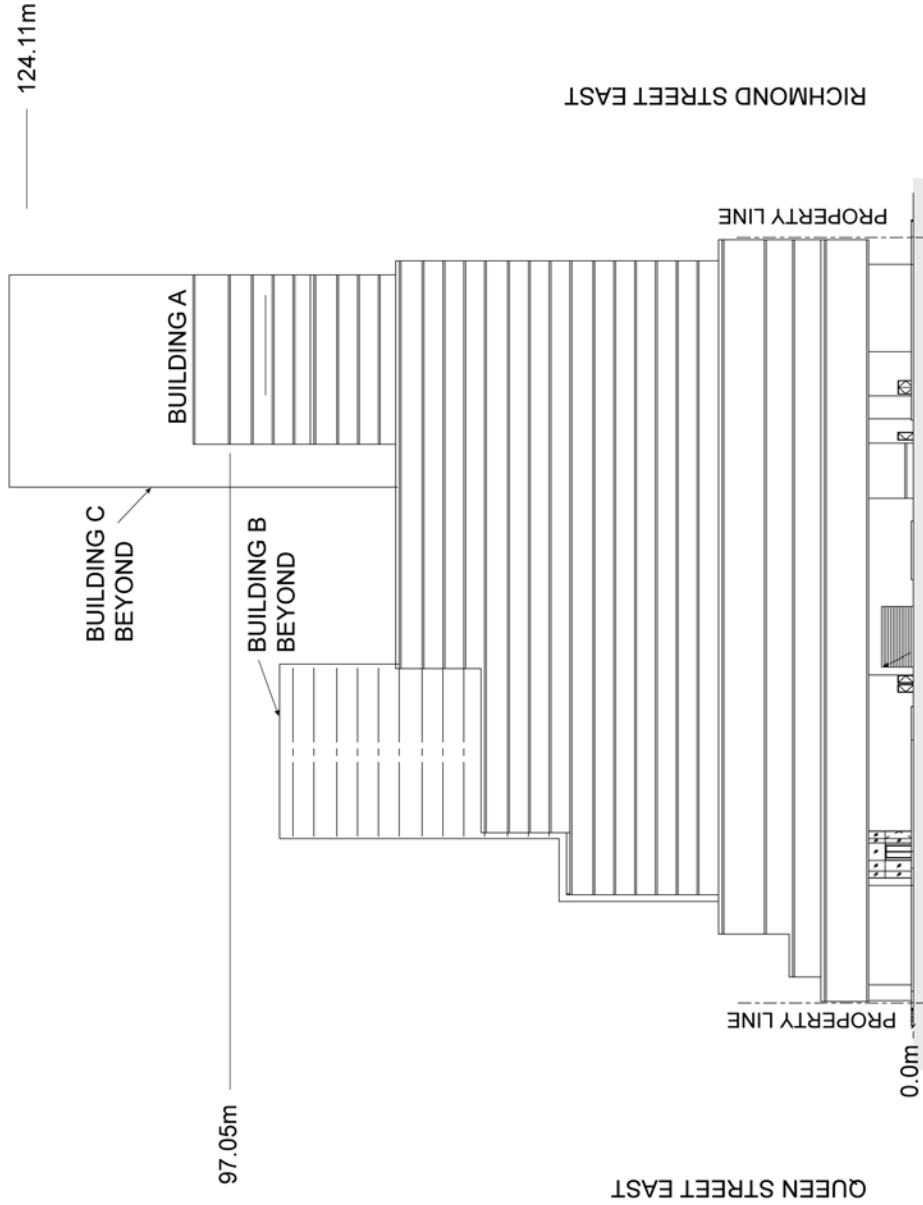 124.11m
RICHMOND STREET EAST
PROPERTY LINE
BUILDING A
BUILDING C
BEYOND
BUILDING B
BEYOND
97.05m
PROPERTY LINE
0.0m
QUEEN STREET EAST